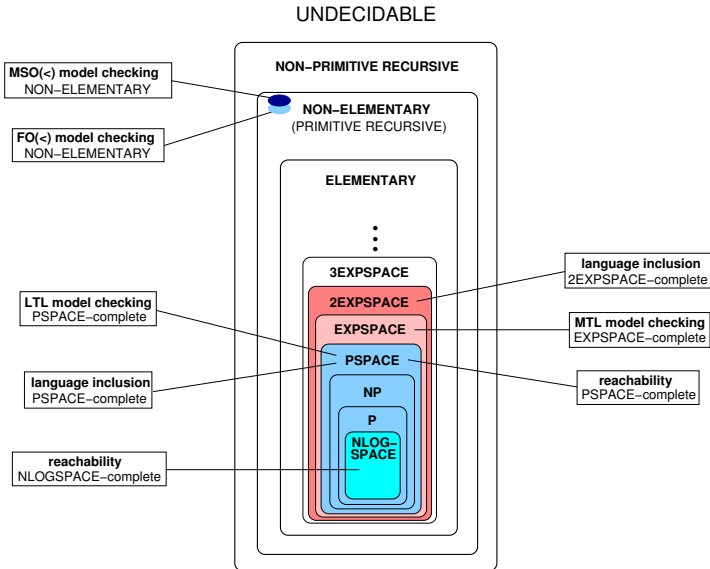 UNDECIDABLE
NON–PRIMITIVE RECURSIVE
MSO(<) model checking
NON–ELEMENTARY
NON–ELEMENTARY
(PRIMITIVE RECURSIVE)
FO(<) model checking
NON–ELEMENTARY
ELEMENTARY
3EXPSPACE
language inclusion
2EXPSPACE–complete
2EXPSPACE
LTL model checking
PSPACE–complete
EXPSPACE
MTL model checking
EXPSPACE–complete
PSPACE
language inclusion
PSPACE–complete
reachability
PSPACE–complete
NP
P
NLOG–
SPACE
reachability
NLOGSPACE–complete